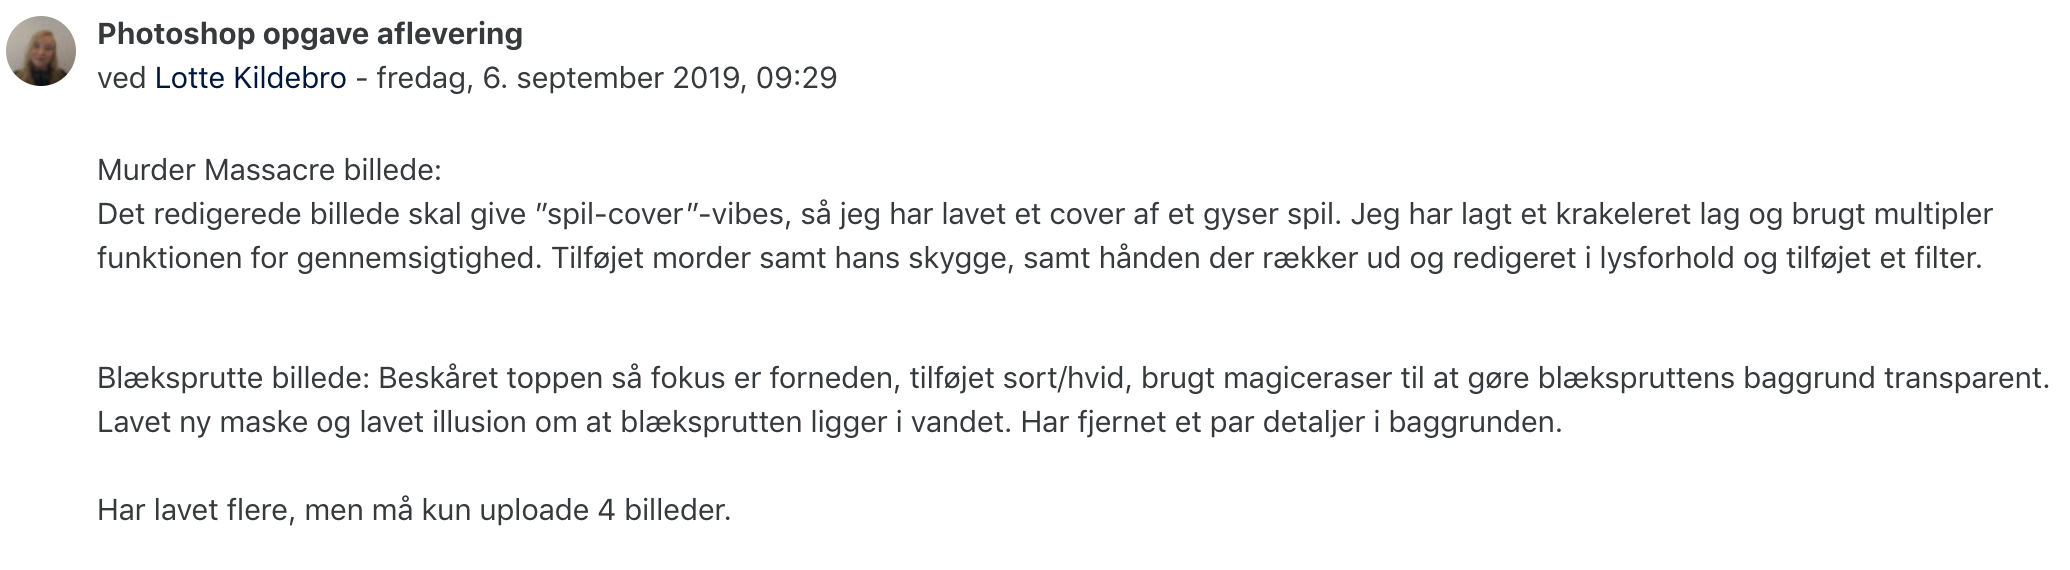 Photoshop opgave aflevering
ved Lotte Kildebro - fredag, 6. september 2019, 09:29
Murder Massacre billede:
Det redigerede billede skal give ”spil-cover”-vibes, så jeg har lavet et cover af et gyser spil. Jeg har lagt et krakeleret lag og brugt multipler
funktionen for gennemsigtighed. Tilføjet morder samt hans skygge, samt hånden der rækker ud og redigeret i lysforhold og tilføjet et filter.
Blæksprutte billede: Beskåret toppen så fokus er forneden, tilføjet sort/hvid, brugt magiceraser til at gøre blækspruttens baggrund transparent.
Lavet ny maske og lavet illusion om at blæksprutten ligger i vandet. Har fjernet et par detaljer i baggrunden.
Har lavet flere, men må kun uploade 4 billeder.